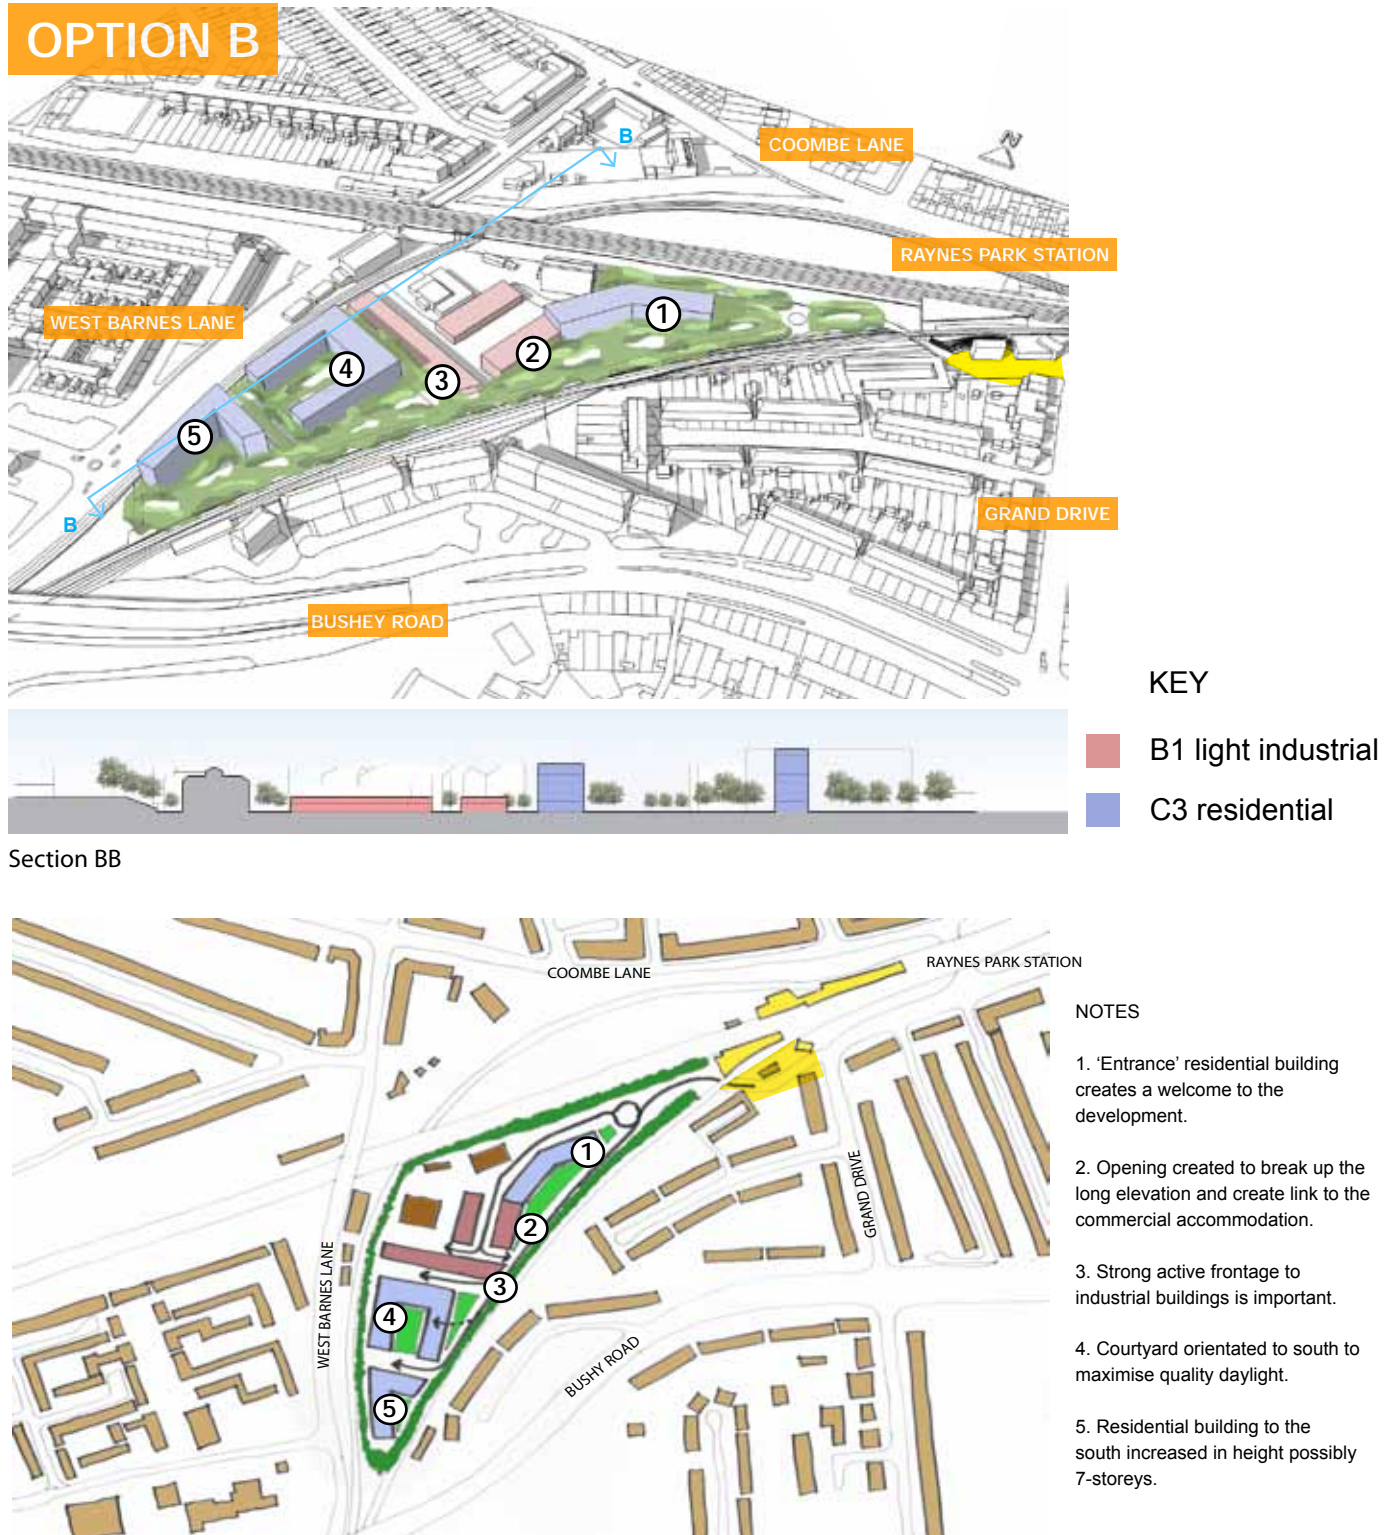 OPTION B
B
COOMBE LANE
N
RAYNES PARK STATION
WEST BARNES LANE
1
2
3
4
5
B
GRAND DRIVE
BUSHEY ROAD
KEY
B1 light industrial
C3 residential
Section BB
COOMBE LANE
RAYNES PARK STATION
1
2
3
4
5
WEST BARNES LANE
GRAND DRIVE
BUSHY ROAD
NOTES
1. ‘Entrance’ residential building
creates a welcome to the
development.
2. Opening created to break up the
long elevation and create link to the
commercial accommodation.
3. Strong active frontage to
industrial buildings is important.
4. Courtyard orientated to south to
maximise quality daylight.
5. Residential building to the
south increased in height possibly
7-storeys.